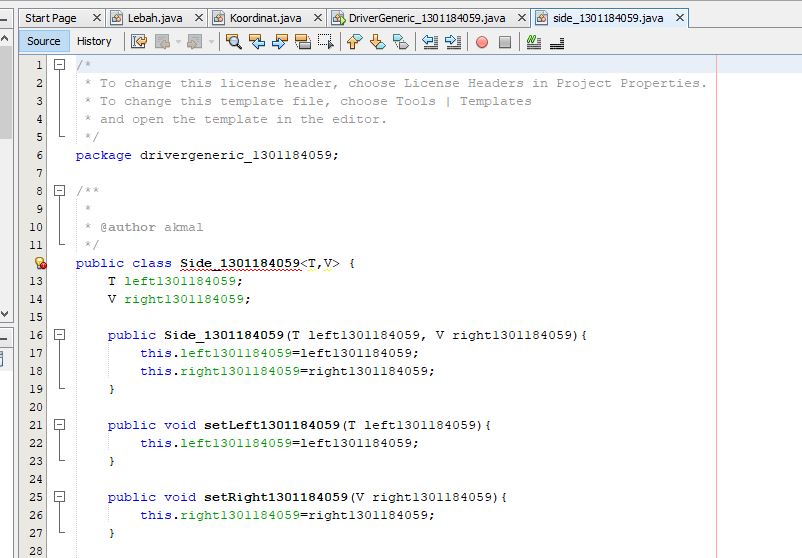 Start Page Lebah.java Koordinat.java DriverGeneric_1301184059.java side_1301184059.java
Source History
1 /*
2 * To change this license header, choose License Headers in Project Properties.
3 * To change this template file, choose Tools | Templates
4 * and open the template in the editor.
5 */
6 package drivergeneric_1301184059;
7
8 /**
9 *
10 * @author akmal
11 */
public class Side_1301184059<T,V> {
13 T left1301184059;
14 V right1301184059;
15
16 public Side_1301184059(T left1301184059, V right1301184059){
17 this.left1301184059=left1301184059;
18 this.right1301184059=right1301184059;
19 }
20
21 public void setLeft1301184059(T left1301184059){
22 this.left1301184059=left1301184059;
23 }
24
25 public void setRight1301184059(V right1301184059){
26 this.right1301184059=right1301184059;
27 }
28